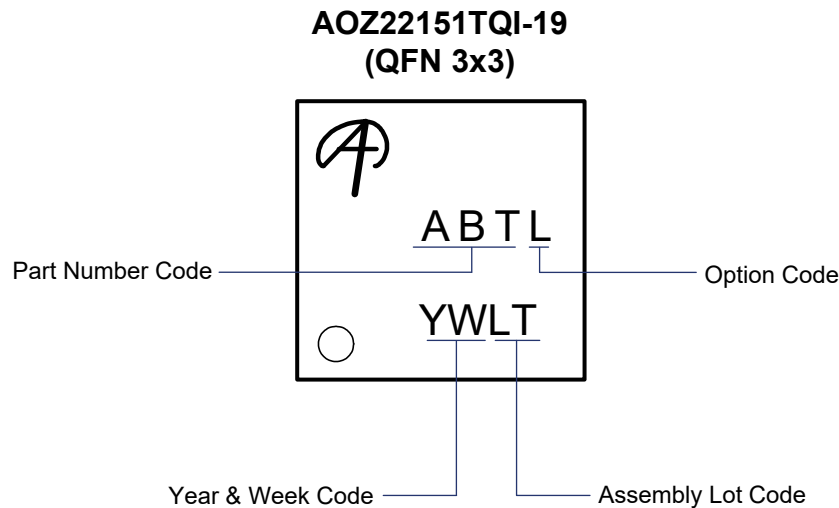 AOZ22151TQI-19
(QFN 3x3)
ABTL
Part Number Code
Option Code
YWLT
Year & Week Code
Assembly Lot Code